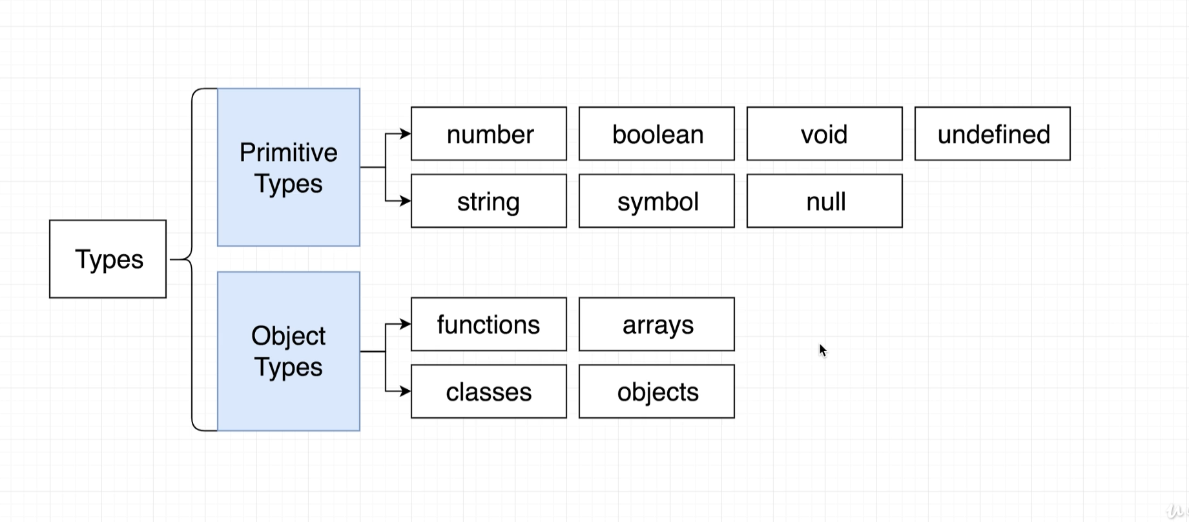 Types
Primitive
Types
number
boolean
void
undefined
string
symbol
null
Object
Types
functions
arrays
classes
objects